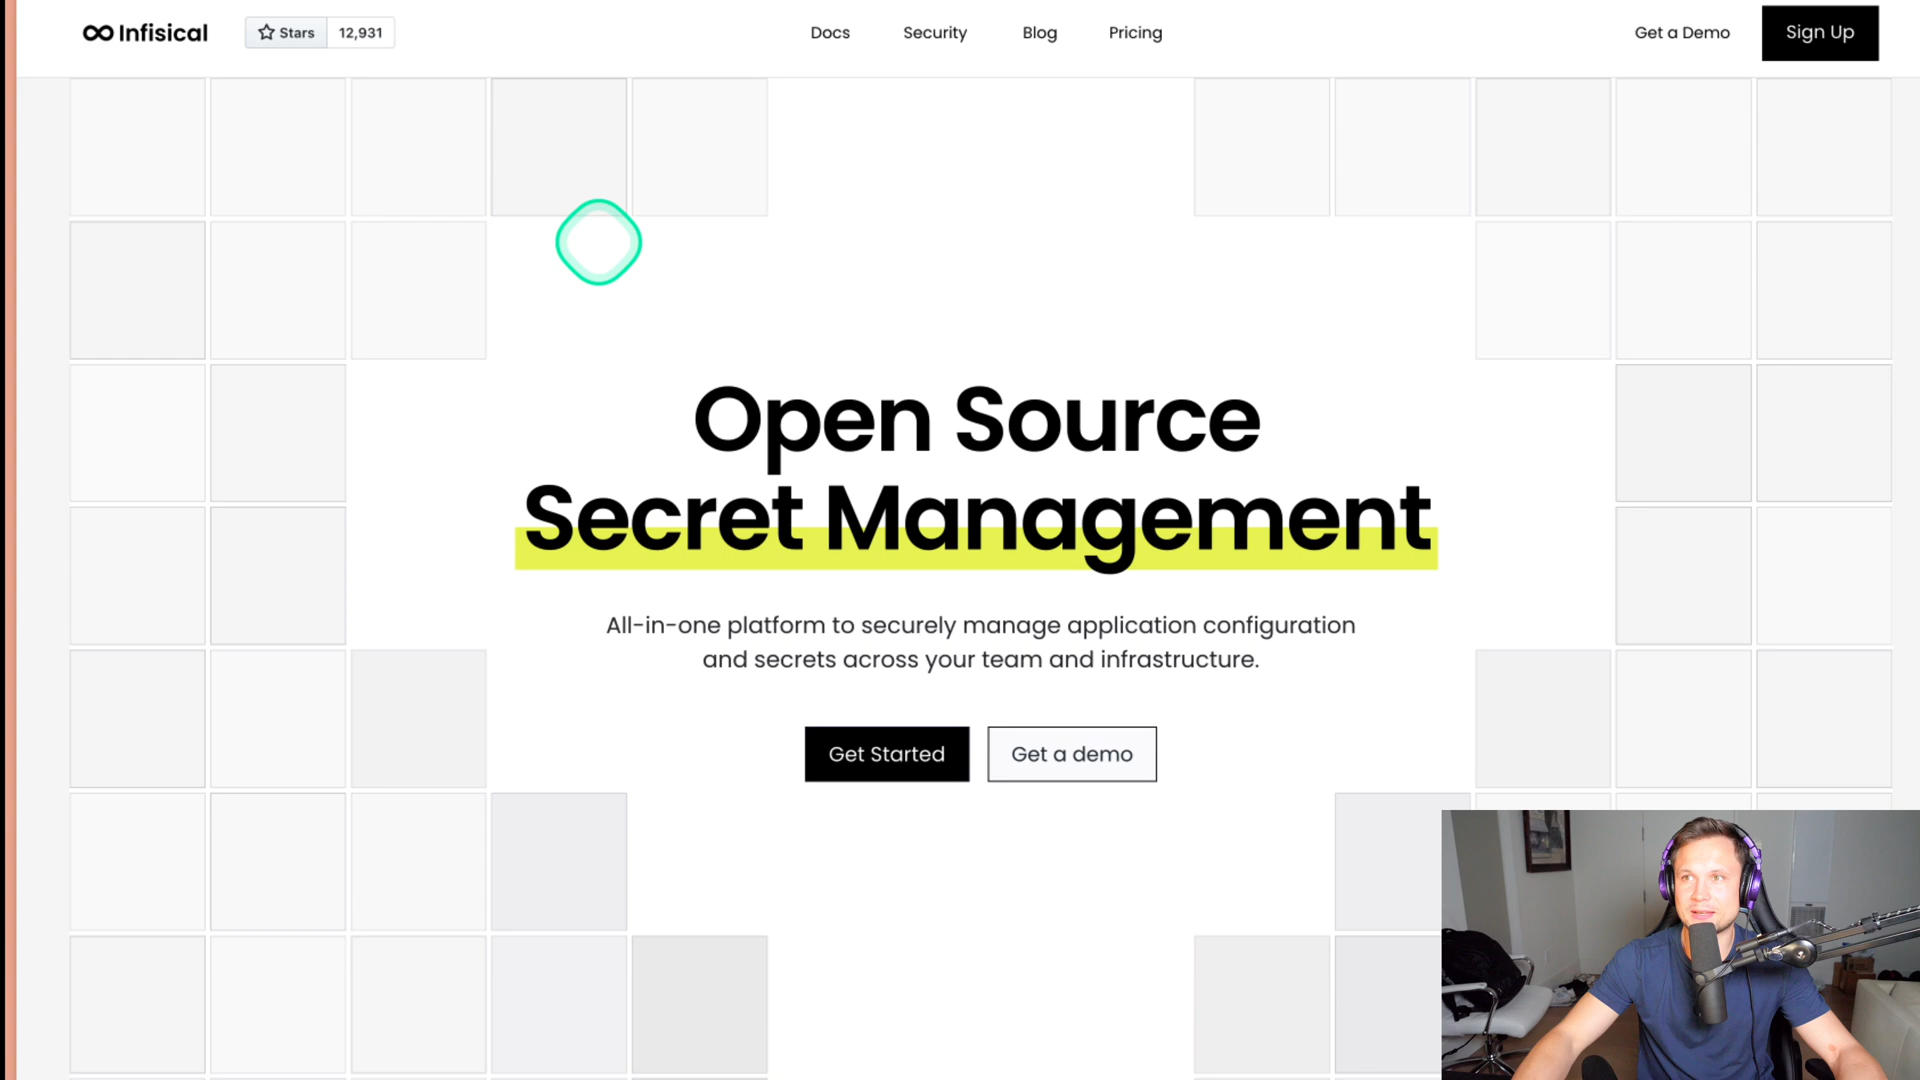 Infisical
Stars 12,931
Docs Security Blog Pricing
Get a Demo
Sign Up
Open Source
Secret Management
All-in-one platform to securely manage application configuration
and secrets across your team and infrastructure.
Get Started
Get a demo